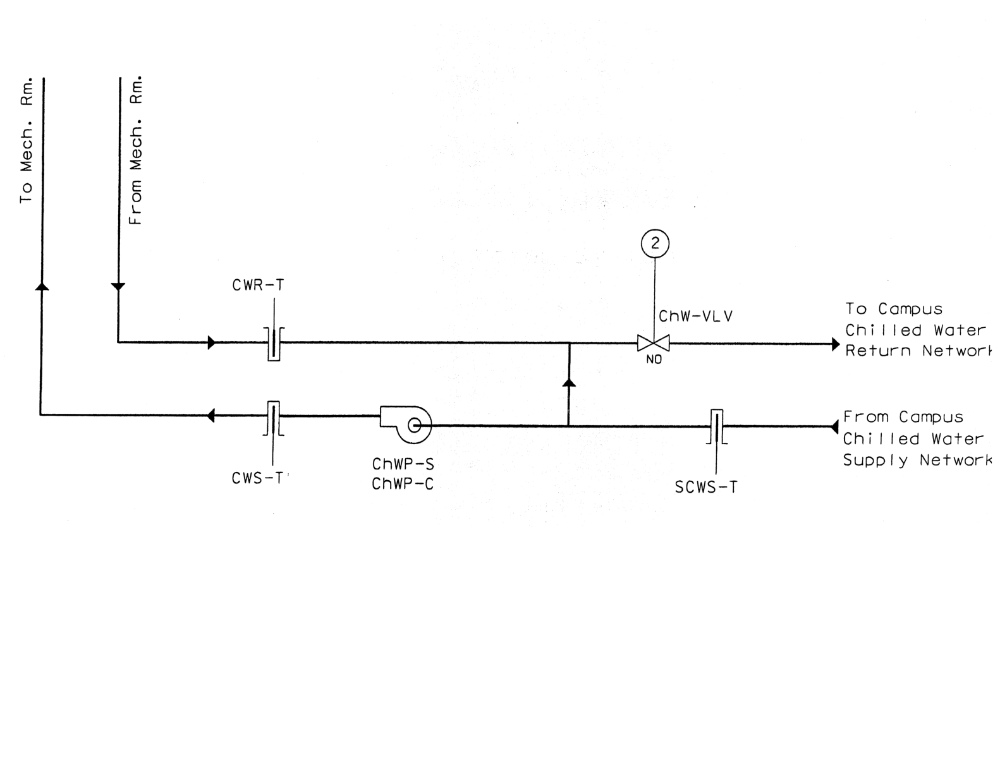 To Mech. Rm.
From Mech. Rm.
2
CWR-T
ChW-VLV
NO
To Campus
Chilled Water
Return Network
CWS-T
ChWP-S
ChWP-C
SCWS-T
From Campus
Chilled Water
Supply Network